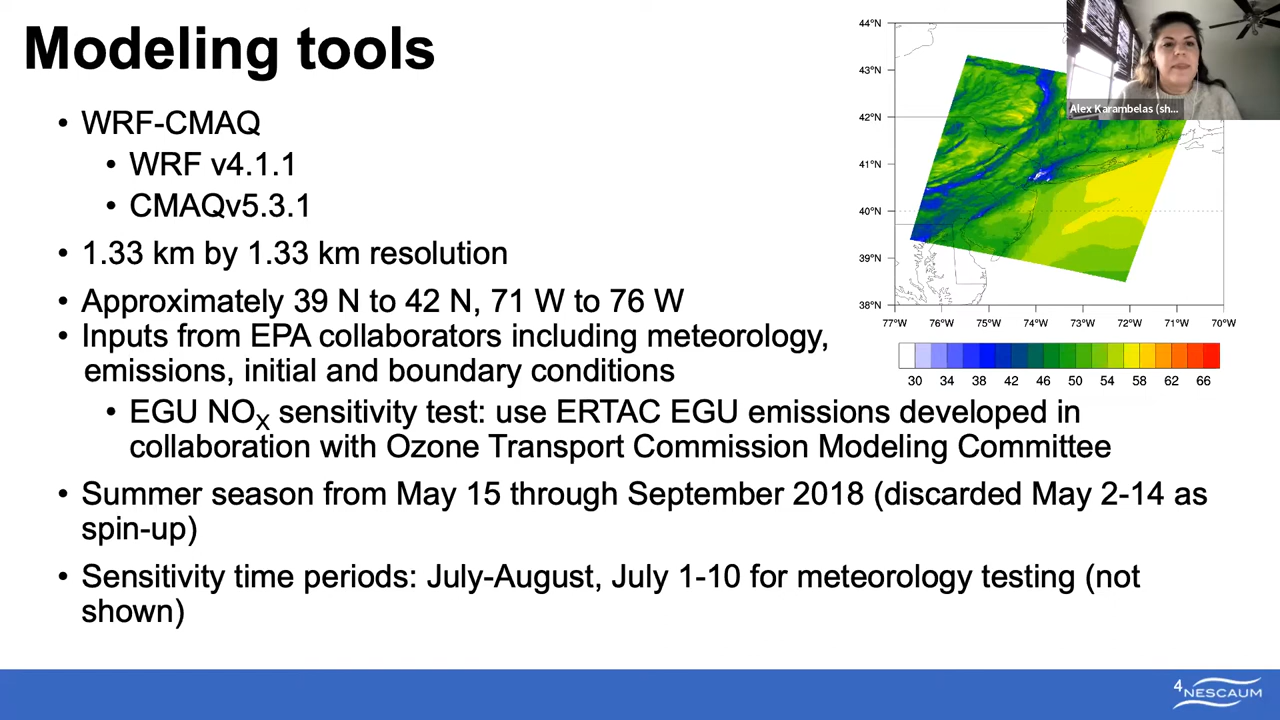 Modeling tools
• WRF-CMAQ
• WRF v4.1.1
• CMAQv5.3.1
• 1.33 km by 1.33 km resolution
• Approximately 39 N to 42 N, 71 W to 76 W
• Inputs from EPA collaborators including meteorology,
emissions, initial and boundary conditions
• EGU NOX sensitivity test: use ERTAC EGU emissions developed in
collaboration with Ozone Transport Commission Modeling Committee
• Summer season from May 15 through September 2018 (discarded May 2-14 as
spin-up)
• Sensitivity time periods: July-August, July 1-10 for meteorology testing (not
shown)
44°N
43°N
42°N
41°N
40°N
39°N
38°N
77°W 76°W 75°W 74°W 73°W 72°W 71°W 70°W
30 34 38 42 46 50 54 58 62 66
Alex Karambelas (sh...
4
NESCAUM